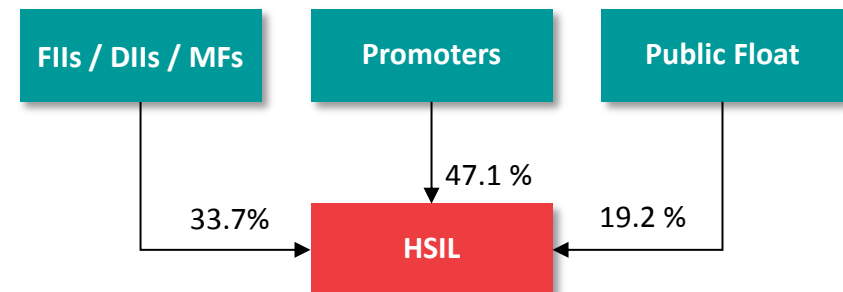 FIIs / DIIs / MFs
Promoters
Public Float
47.1 %
33.7%
19.2 %
HSIL